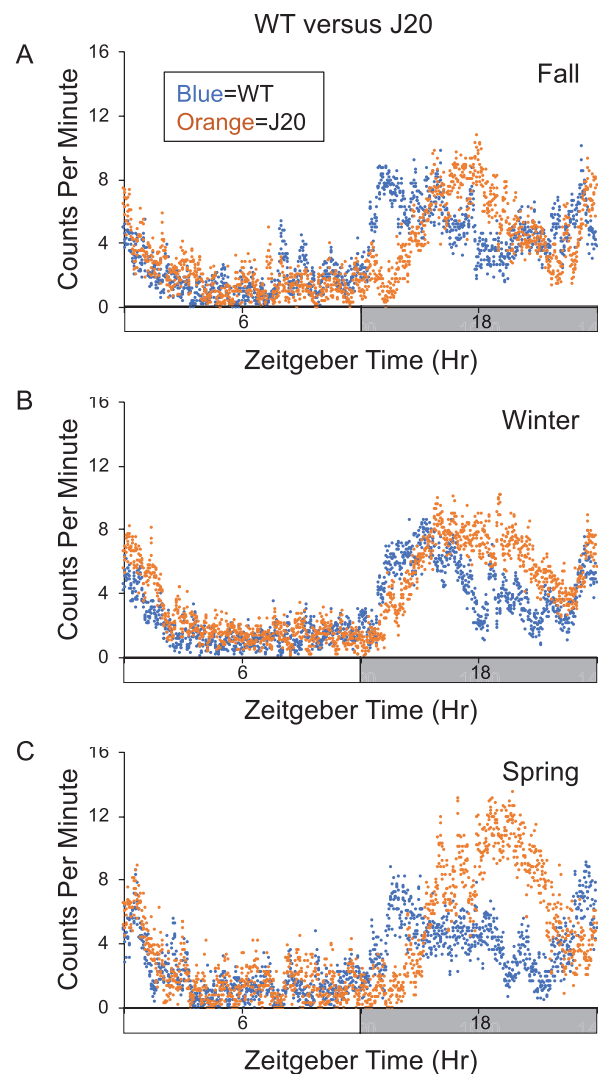 WT versus J20
A
Fall
Blue=WT
Orange=J20
Counts Per Minute
16
12
8
4
0
6
18
Zeitgeber Time (Hr)
B
Winter
Counts Per Minute
16
12
8
4
0
6
18
Zeitgeber Time (Hr)
C
Spring
Counts Per Minute
16
12
8
4
0
6
18
Zeitgeber Time (Hr)